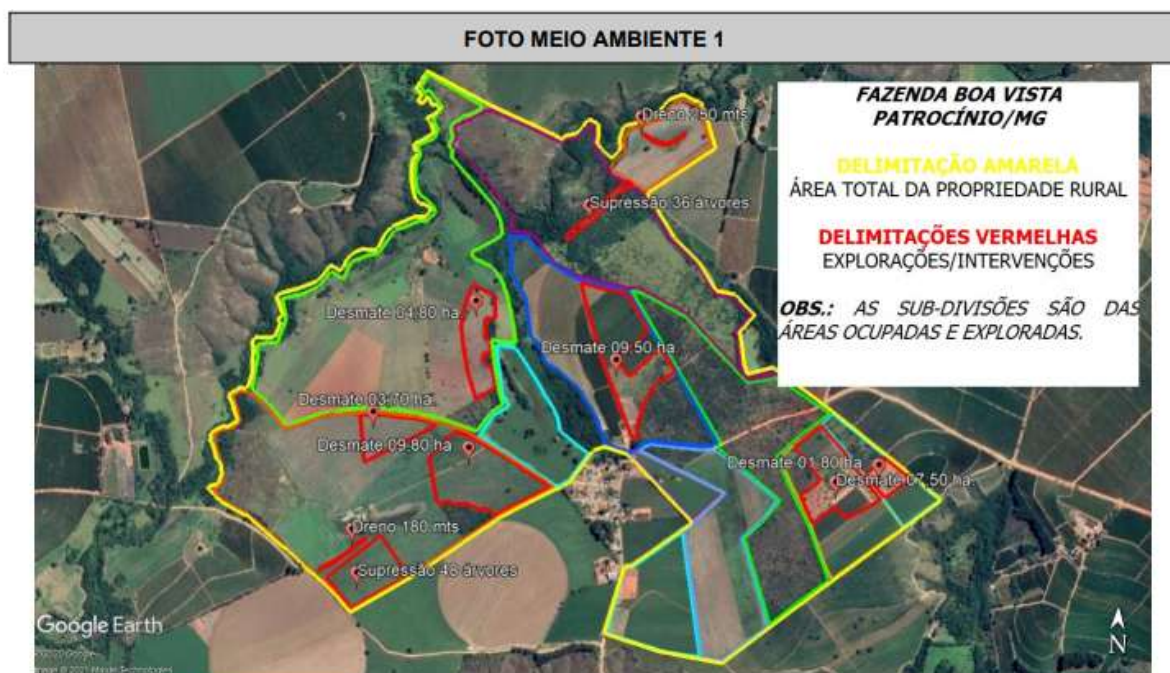 FOTO MEIO AMBIENTE 1
FAZENDA BOA VISTA
PATROCÍNIO/MG
DELIMITAÇÃO AMARELA
ÁREA TOTAL DA PROPRIEDADE RURAL
DELIMITAÇÕES VERMELHAS
EXPLORAÇÕES/INTERVENÇÕES
OBS.: AS SUB-DIVISÕES SÃO DAS
ÁREAS OCUPADAS E EXPLORADAS.
Dreno 250 mts
Supressão 36 árvores
Desmate 04,80 ha.
Desmate 09,50 ha.
Desmate 03,70 ha.
Desmate 09,80 ha
Desmate 01,80 ha
Desmate 07,50 ha.
Dreno 180 mts
Supressão 48 árvores
Google Earth
N